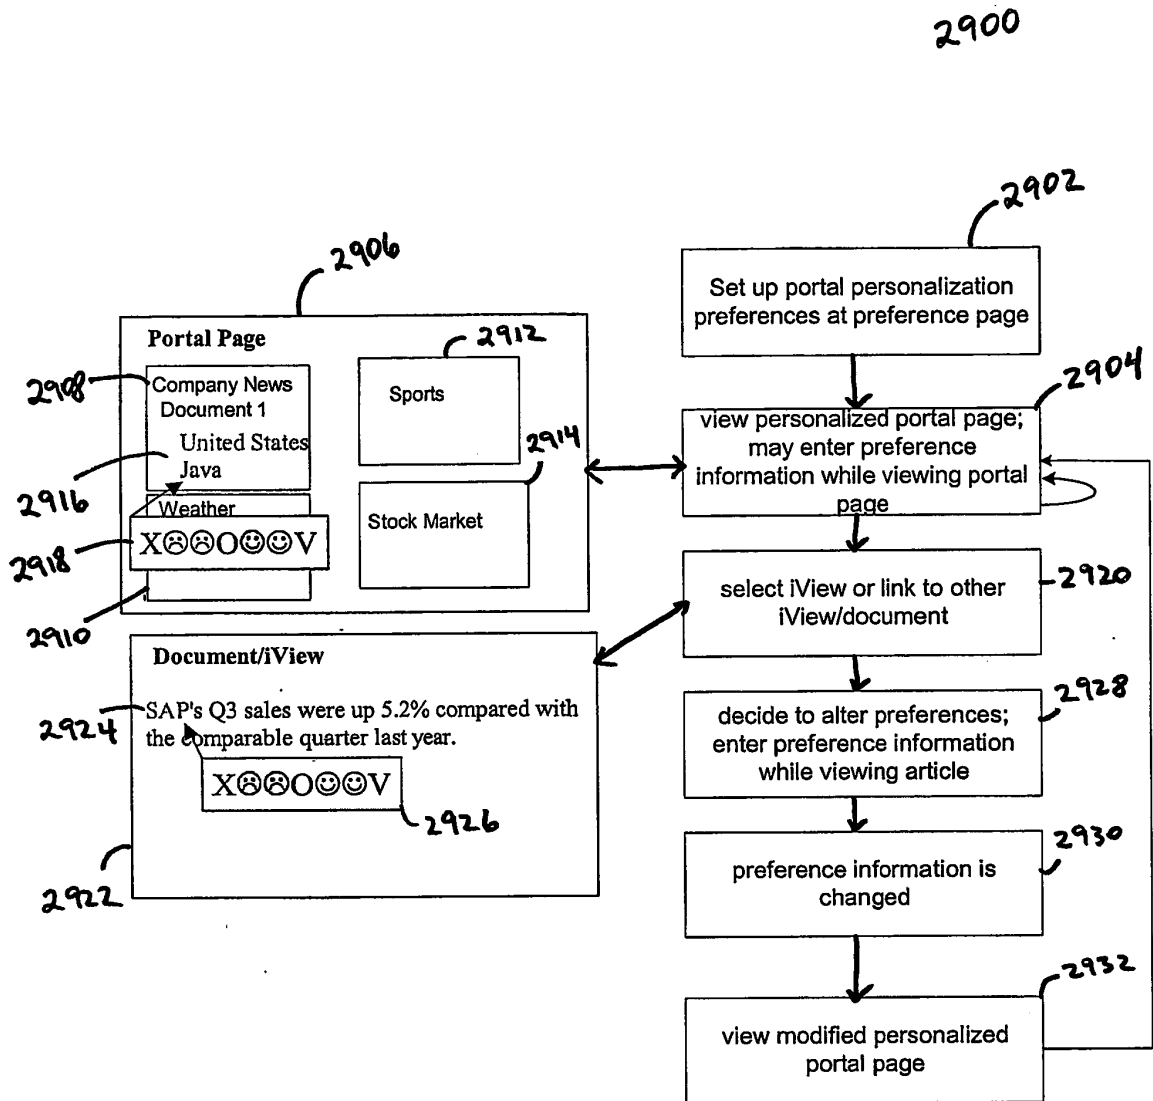 2900
2902
Set up portal personalization
preferences at preference page
2904
view personalized portal page;
may enter preference
information while viewing portal
page
2906
Portal Page
2908
Company News
Document 1
United States
Java
2916
2912
Sports
2914
Stock Market
Weather
2918
X☹☹O☺☺V
2910
2920
select iView or link to other
iView/document
Document/iView
2924
SAP's Q3 sales were up 5.2% compared with
the comparable quarter last year.
X☹☹O☺☺V
2926
2922
2928
decide to alter preferences;
enter preference information
while viewing article
2930
preference information is
changed
2932
view modified personalized
portal page